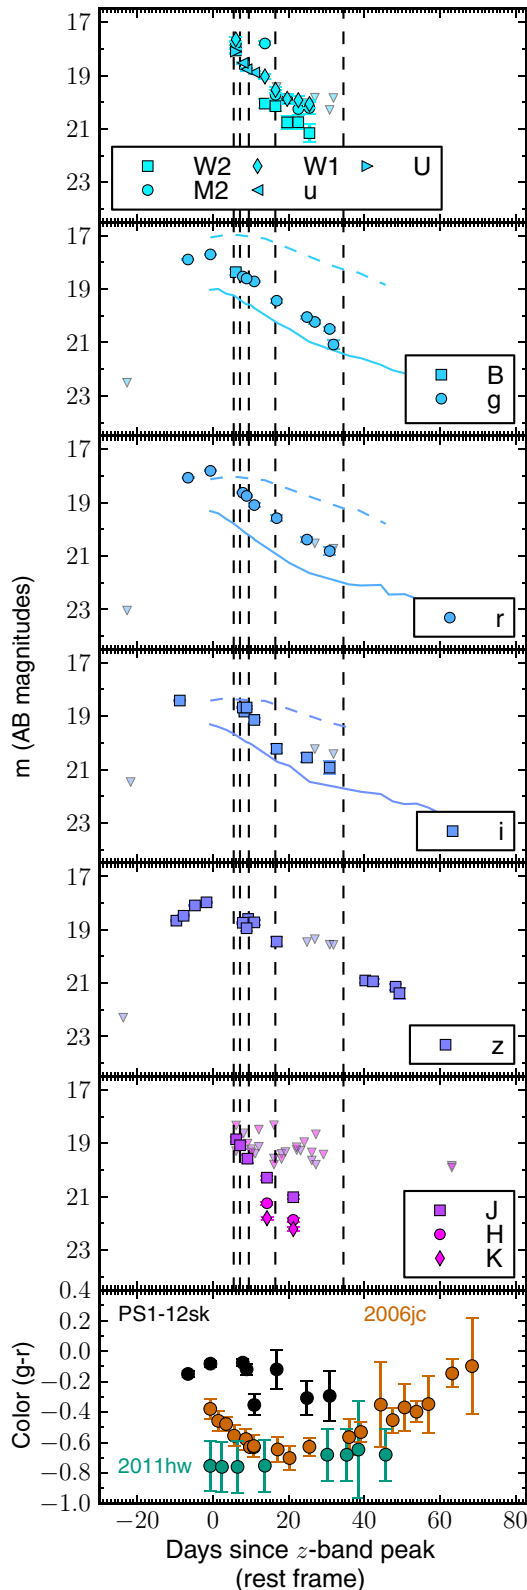 17
19
21
23
W2 W1 U
M2 u
17
19
21
23
B
g
17
19
21
23
r
m (AB magnitudes)
17
19
21
23
i
17
19
21
23
z
17
19
21
23
J
H
K
0.4
0.2
0.0
−0.2
−0.4
−0.6
−0.8
−1.0
Color (g-r)
PS1-12sk 2006jc
2011hw
−20 0 20 40 60 80
Days since z-band peak
(rest frame)